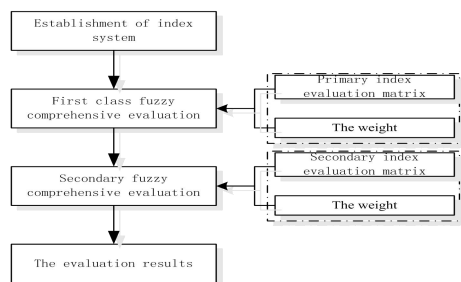 Establishment of index
system
Primary index
evaluation matrix
First class fuzzy
comprehensive evaluation
The weight
Secondary index
evaluation matrix
Secondary fuzzy
comprehensive evaluation
The weight
The evaluation results